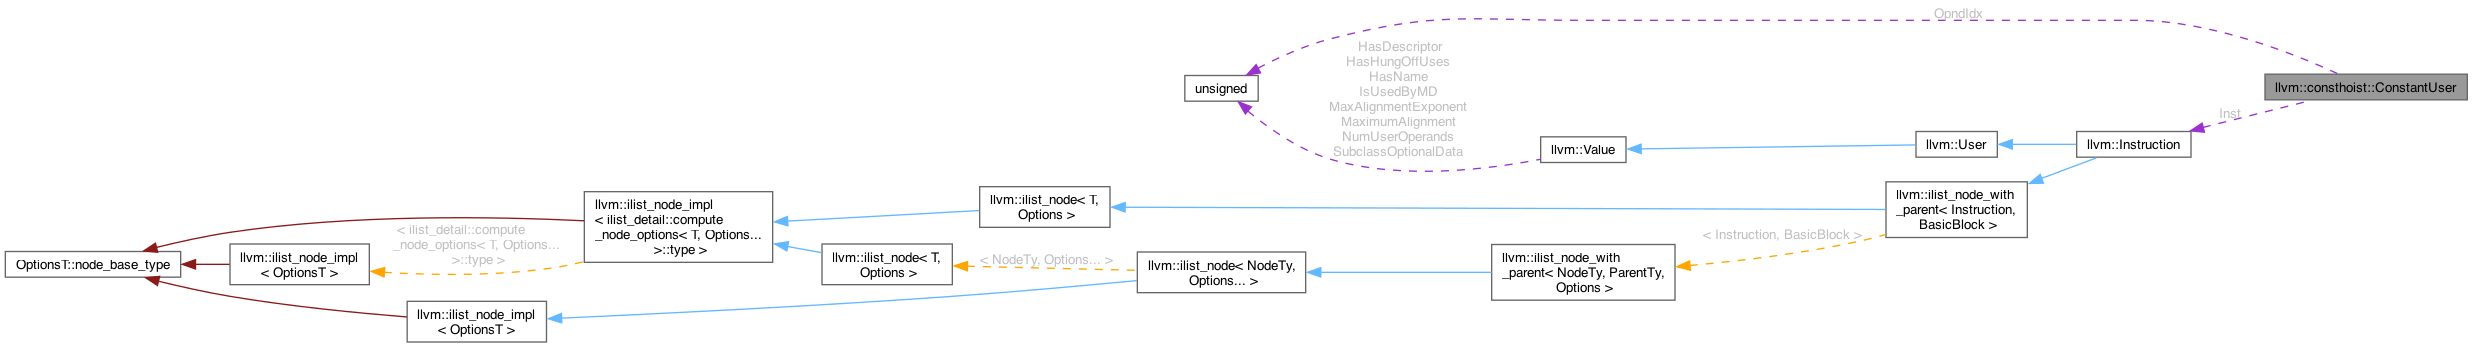 OpndIdx
HasDescriptor
HasHungOffUses
HasName
IsUsedByMD
MaxAlignmentExponent
MaximumAlignment
NumUserOperands
SubclassOptionalData
unsigned
llvm::consthoist::ConstantUser
Inst
llvm::Value
llvm::User
llvm::Instruction
llvm::ilist_node_impl
< ilist_detail::compute
_node_options< T, Options...
>::type >
llvm::ilist_node< T,
Options >
llvm::ilist_node_with
_parent< Instruction,
BasicBlock >
< ilist_detail::compute
_node_options< T, Options...
>::type >
OptionsT::node_base_type
llvm::ilist_node_impl
< OptionsT >
llvm::ilist_node< T,
Options >
< NodeTy, Options... >
llvm::ilist_node< NodeTy,
Options... >
llvm::ilist_node_with
_parent< NodeTy, ParentTy,
Options >
< Instruction, BasicBlock >
llvm::ilist_node_impl
< OptionsT >